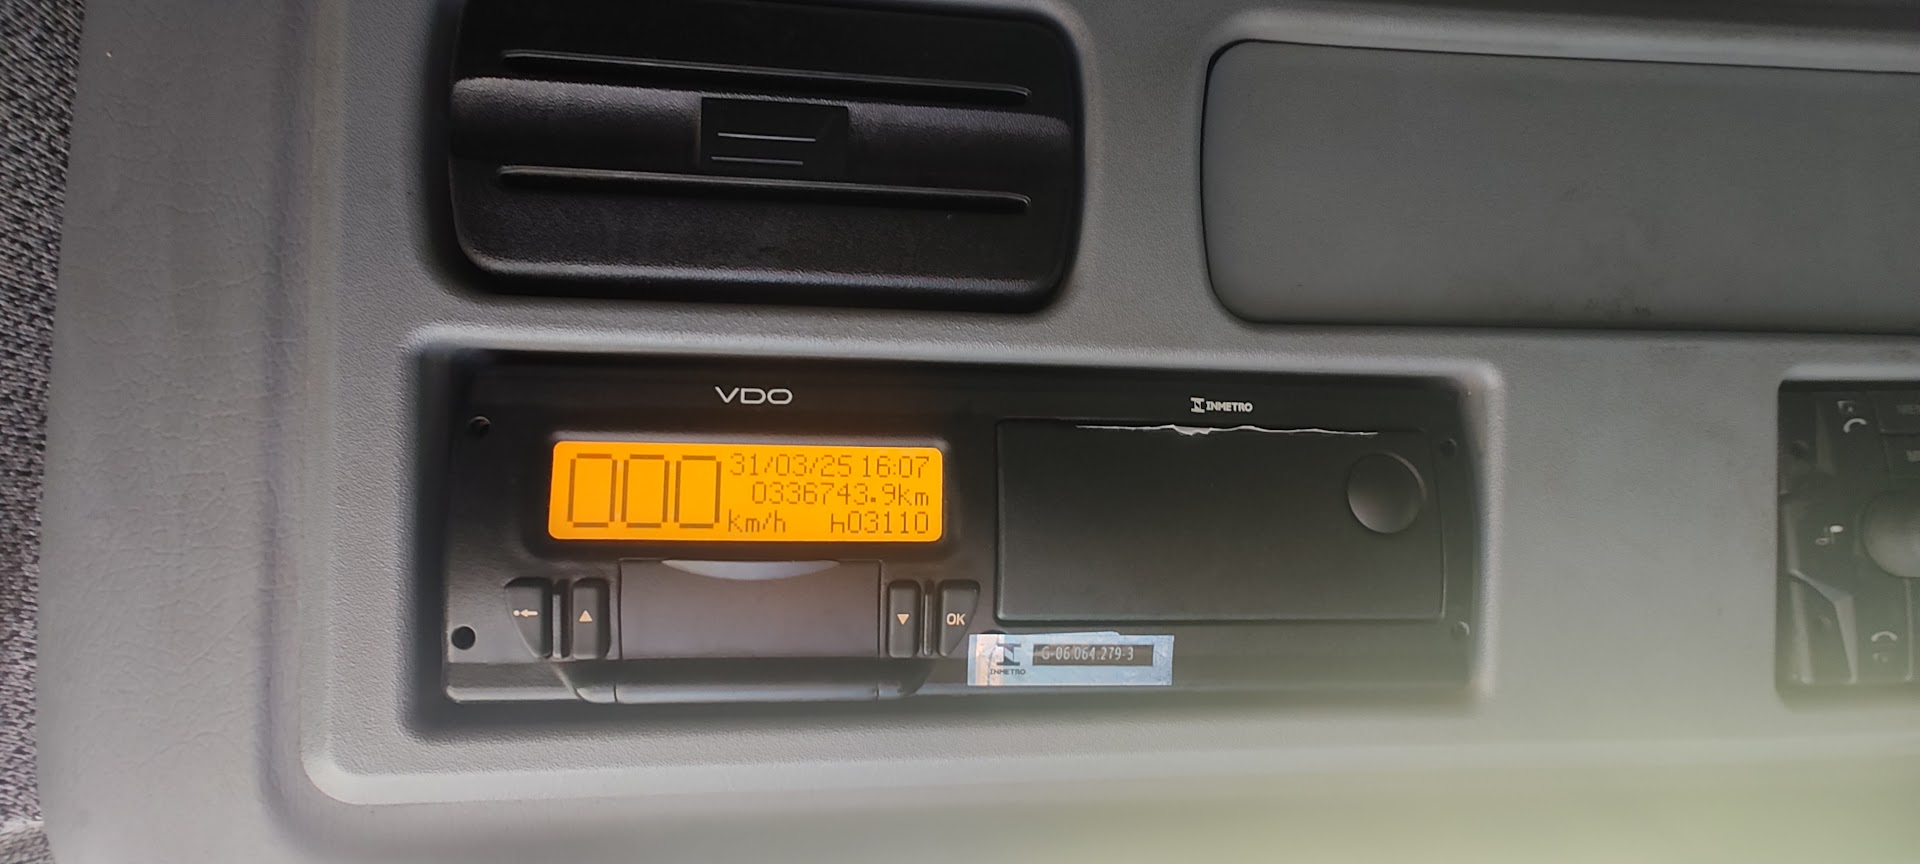 VDO
INMETRO
000
31/03/25 16:07
0336743.9km
km/h h03110
OK
INMETRO
G-06.064.279-3